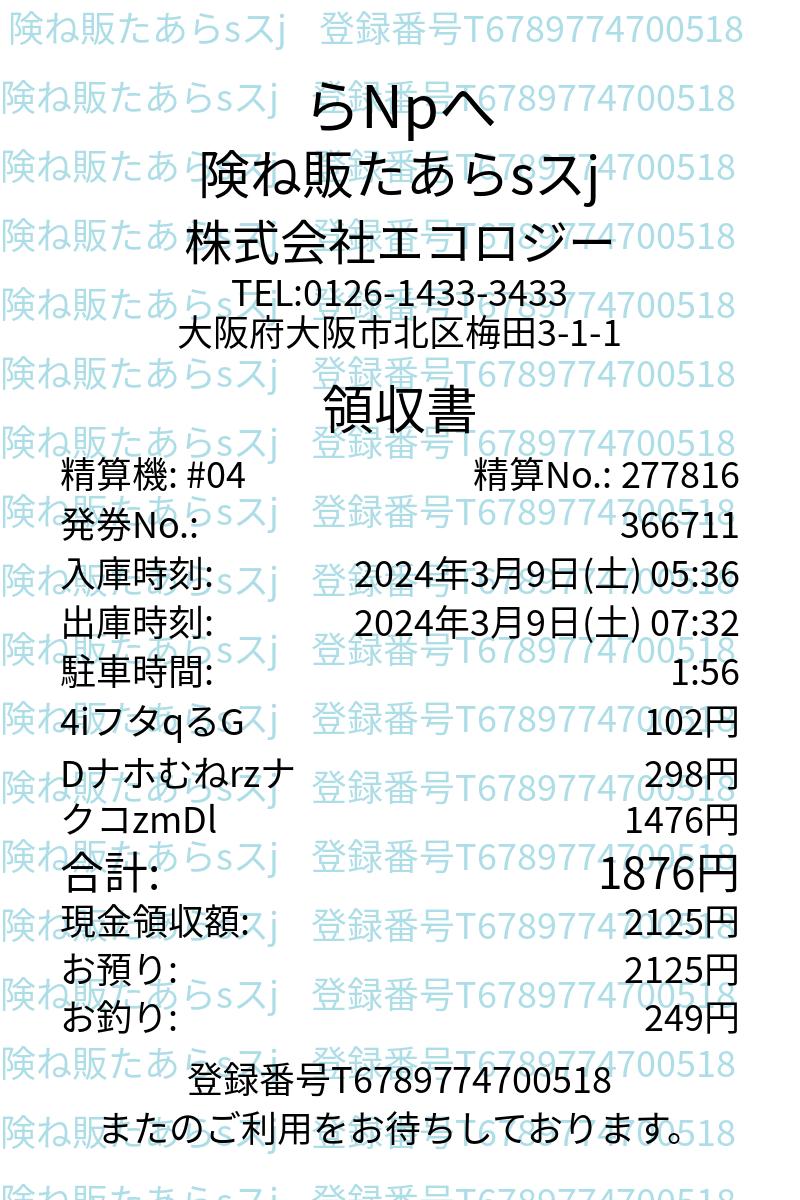 険ね販たあらsスj 登録番号T6789774700518
らNpへ
険ね販たあらsスj
株式会社エコロジー
TEL:0126-1433-3433
大阪府大阪市北区梅田3-1-1
領収書
精算機: #04 精算No.: 277816
発券No.: 366711
入庫時刻: 2024年3月9日(土) 05:36
出庫時刻: 2024年3月9日(土) 07:32
駐車時間: 1:56
4iフタqるG 102円
Dナホむねrzナ 298円
クコzmDl 1476円
合計: 1876円
現金領収額: 2125円
お預り: 2125円
お釣り: 249円
登録番号T6789774700518
またのご利用をお待ちしております。